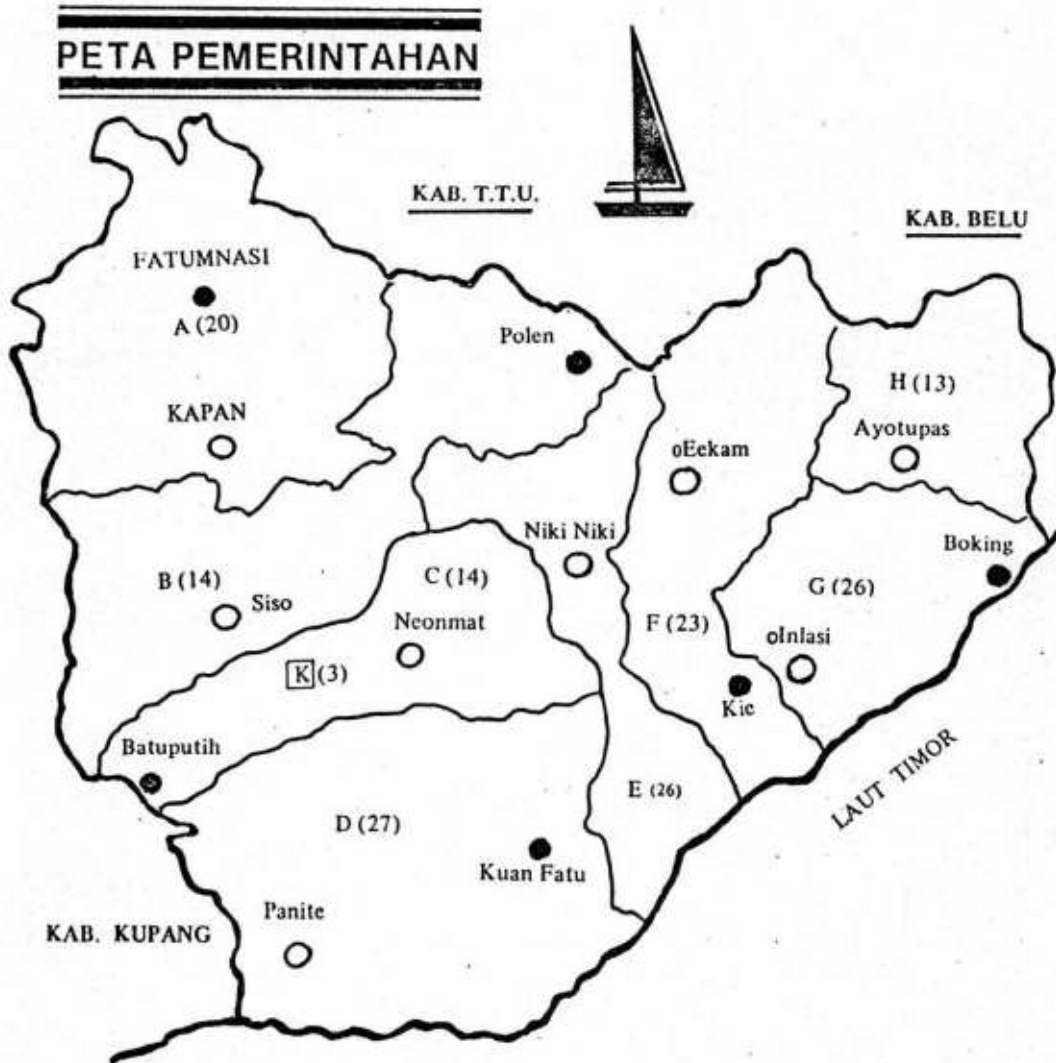 PETA PEMERINTAHAN
KAB. T.T.U.
KAB. BELU
FATUMNASI
A (20)
Polen
H (13)
KAPAN
Ayotupas
oEekam
Niki Niki
Boking
B (14)
C (14)
G (26)
Siso
Neonmat
F (23)
oInlasi
K (3)
Kie
Batuputih
LAUT TIMOR
E (26)
D (27)
Kuan Fatu
Panite
KAB. KUPANG